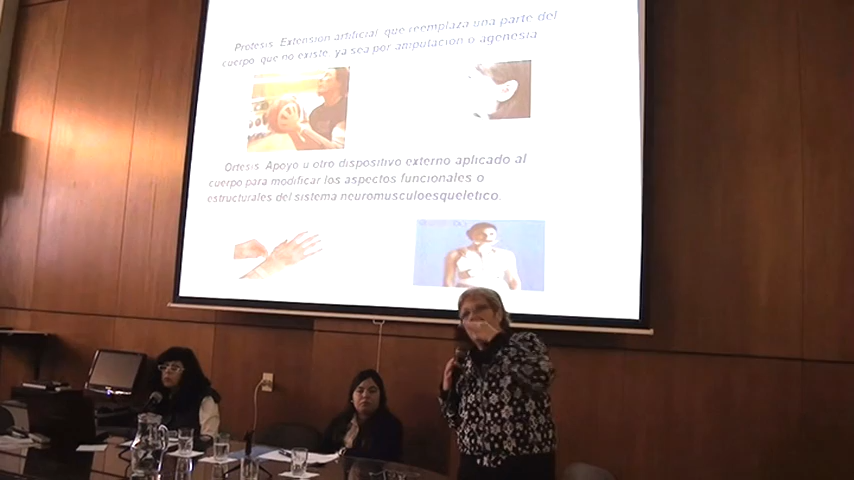 Protesis. Extension artificial, que reemplaza una parte del
cuerpo que no existe, ya sea por amputacion o agenesia
Ortesis. Apoyo u otro dispositivo externo aplicado al
cuerpo para modificar los aspectos funcionales o
estructurales del sistema neuromusculoesqueletico.